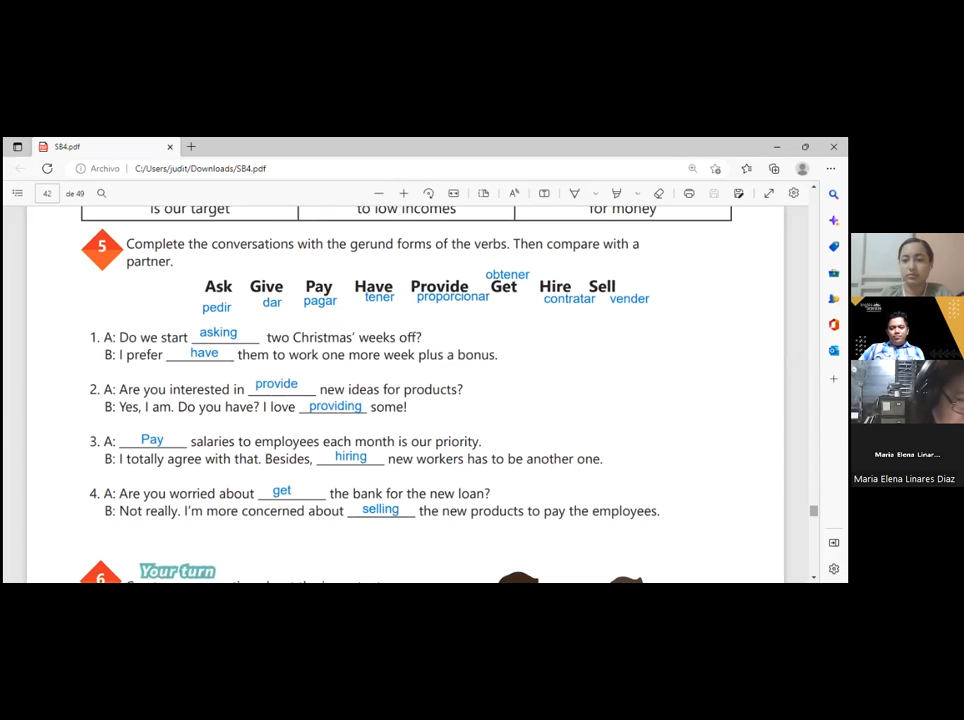 SB4.pdf
Archivo
C:/Users/judit/Downloads/SB4.pdf
42
de 49
is our target
to low incomes
for money
5
Complete the conversations with the gerund forms of the verbs. Then compare with a
partner.
obtener
Ask Give Pay Have Provide Get Hire Sell
pedir dar pagar tener proporcionar contratar vender
1. A: Do we start asking two Christmas' weeks off?
B: I prefer have them to work one more week plus a bonus.
2. A: Are you interested in provide new ideas for products?
B: Yes, I am. Do you have? I love providing some!
3. A: Pay salaries to employees each month is our priority.
B: I totally agree with that. Besides, hiring new workers has to be another one.
4. A: Are you worried about get the bank for the new loan?
B: Not really. I'm more concerned about selling the new products to pay the employees.
6
Your turn
Maria Elena Linar...
Maria Elena Linares Diaz